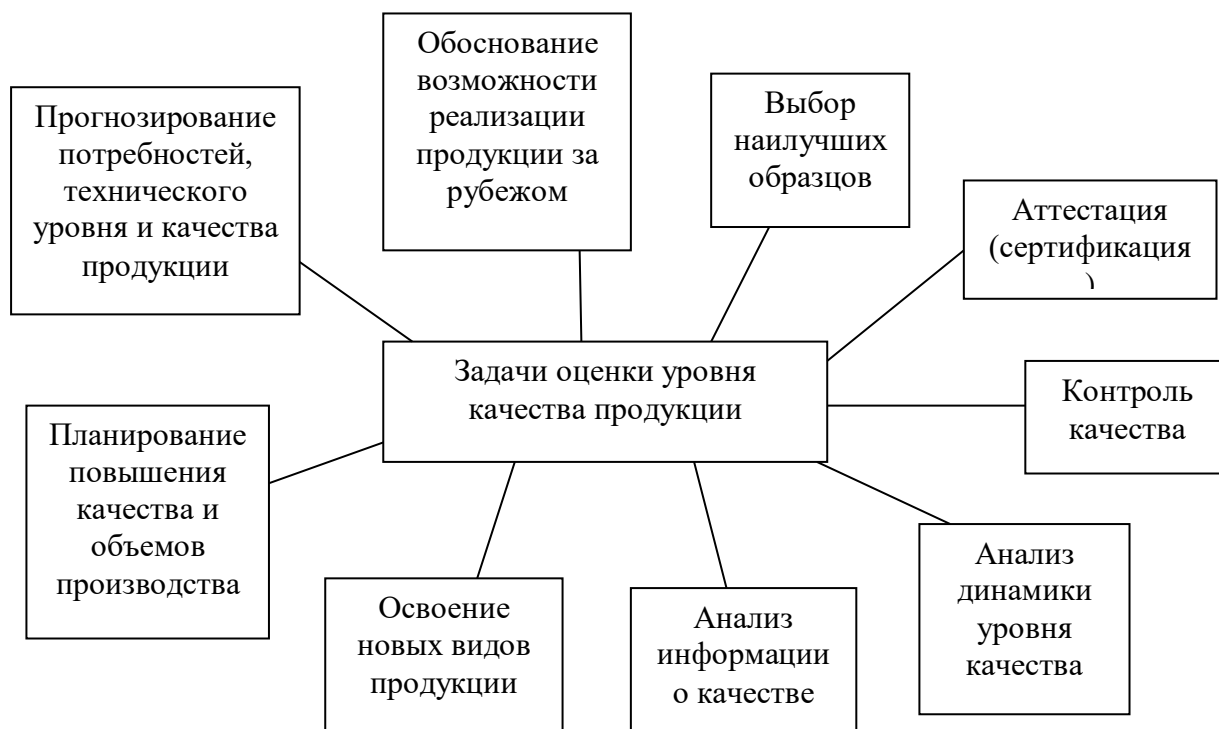 Обоснование
возможности
реализации
продукции за
рубежом
Прогнозирование
потребностей,
технического
уровня и качества
продукции
Выбор
наилучших
образцов
Аттестация
(сертификация
)
Задачи оценки уровня
качества продукции
Контроль
качества
Планирование
повышения
качества и
объемов
производства
Освоение
новых видов
продукции
Анализ
информации
о качестве
Анализ
динамики
уровня
качества